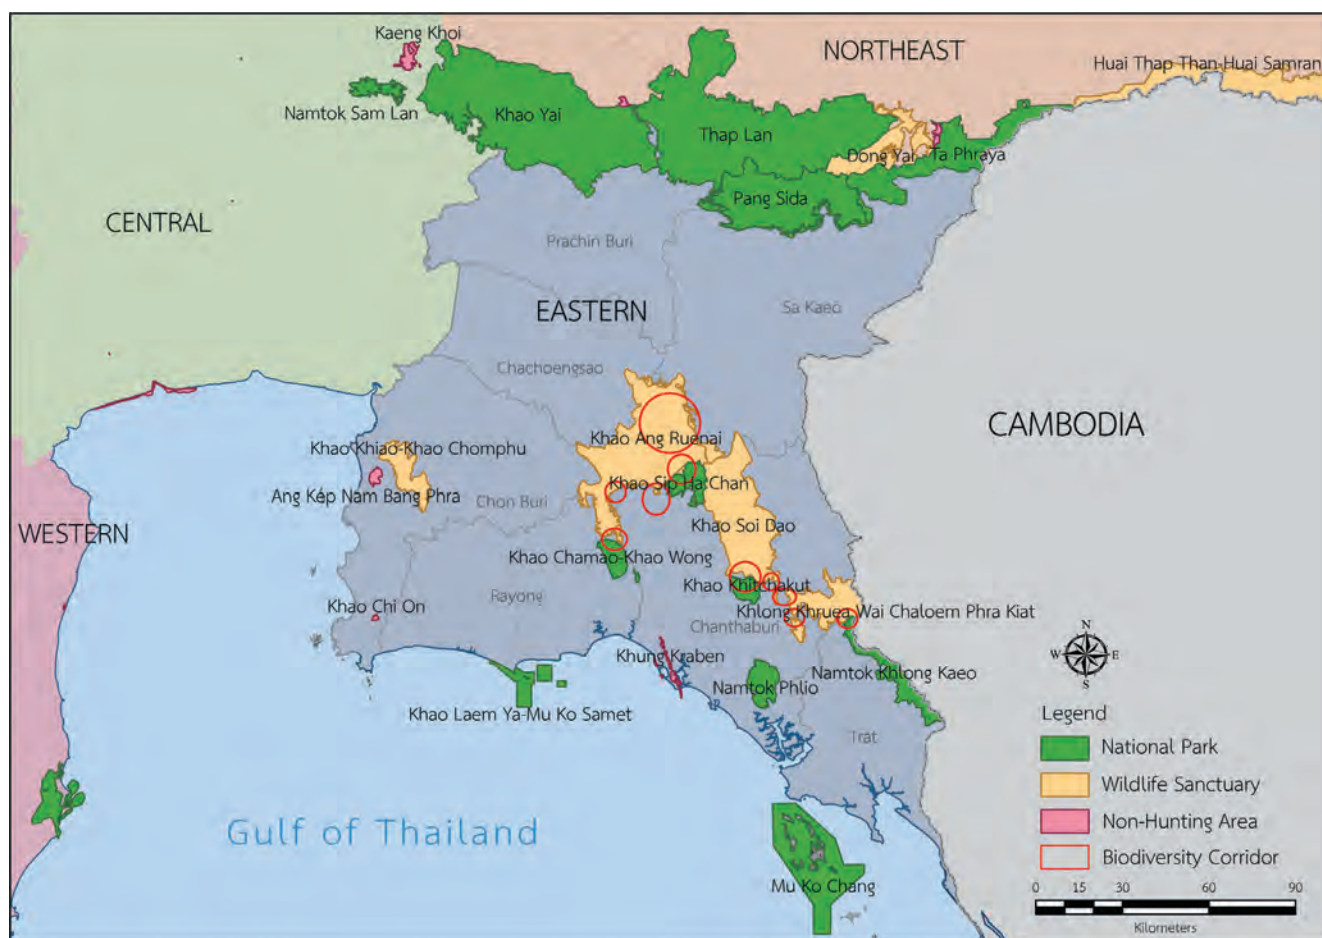 Kaeng Khoi
NORTHEAST
Huai Thap Than-Huai Samran
Namtok Sam Lan
Khao Yai
Thap Lan
Dong Yai
Ta Phraya
Pang Sida
CENTRAL
Prachin Buri
EASTERN
Sa Kaeo
Chachoengsao
CAMBODIA
Khao Ang Ruenai
Khao Khiao-Khao Chomphu
Khao Sip Ha Chan
Ang Kep Nam Bang Phra
Chon Buri
Khao Soi Dao
WESTERN
Khao Chamao-Khao Wong
Khao Khitchakut
Rayong
Khao Chi On
Khlong Khruea Wai Chaloem Phra Kiat
Chanthaburi
Khung Kraben
Namtok Khlong Kaeo
Namtok Phlio
Khao Laem Ya-Mu Ko Samet
Trat
Gulf of Thailand
Mu Ko Chang
N
W
E
S
Legend
National Park
Wildlife Sanctuary
Non-Hunting Area
Biodiversity Corridor
0 15 30 60 90
Kilometers